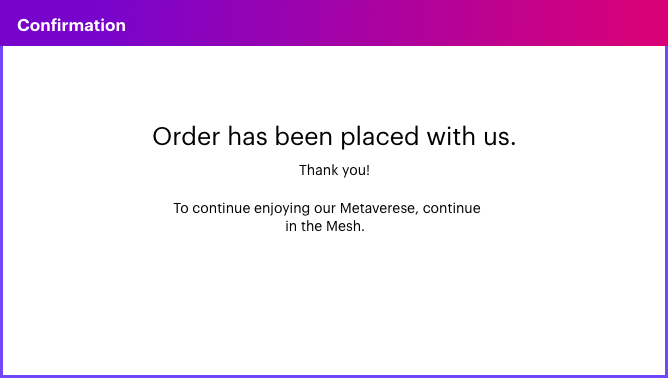 Confirmation
Order has been placed with us.
Thank you!
To continue enjoying our Metaverese, continue
in the Mesh.